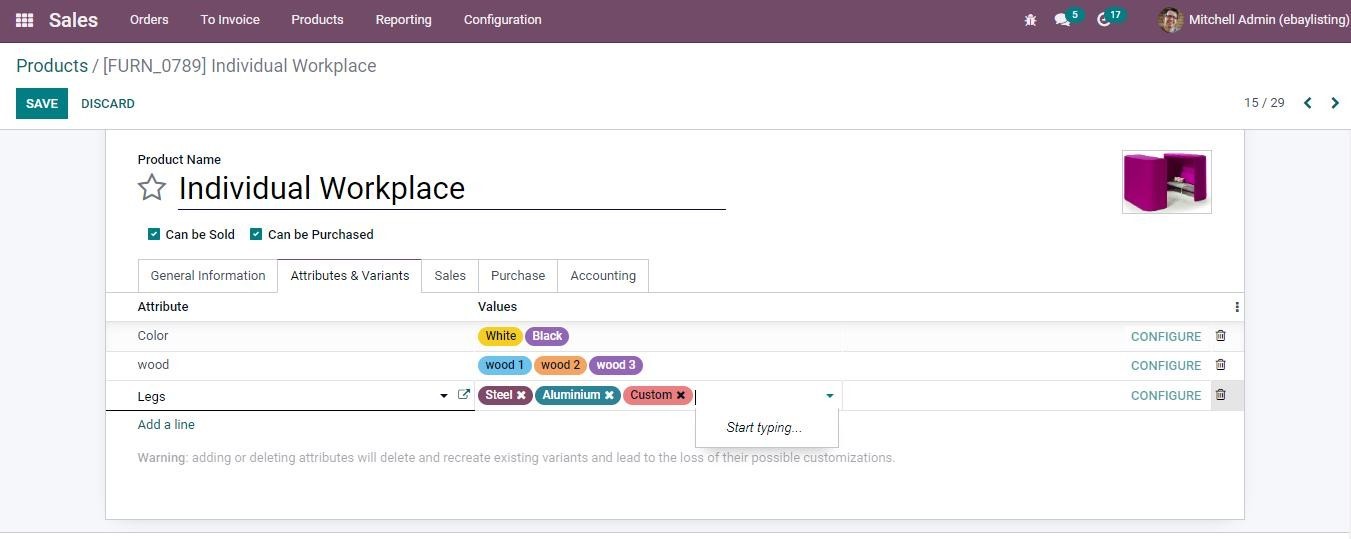 Sales Orders To Invoice Products Reporting Configuration 5 17 Mitchell Admin (ebaylisting)
Products / [FURN_0789] Individual Workplace
SAVE DISCARD 15 / 29
Product Name
Individual Workplace
Can be Sold Can be Purchased
General Information Attributes & Variants Sales Purchase Accounting
Attribute Values
Color White Black CONFIGURE
wood wood 1 wood 2 wood 3 CONFIGURE
Legs Steel × Aluminium × Custom × CONFIGURE
Add a line Start typing...
Warning: adding or deleting attributes will delete and recreate existing variants and lead to the loss of their possible customizations.